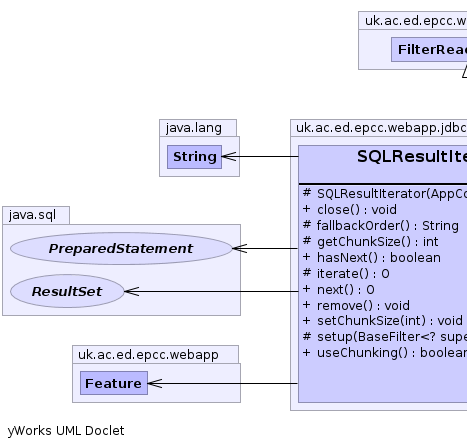 uk.ac.ed.epcc.w
FilterRea
java.lang
String
uk.ac.ed.epcc.webapp.jdbc
SQLResultIte
# SQLResultIterator(AppCo
+ close() : void
# fallbackOrder() : String
# getChunkSize() : int
+ hasNext() : boolean
# iterate() : O
+ next() : O
+ remove() : void
+ setChunkSize(int) : void
# setup(BaseFilter<? supe
+ useChunking() : boolean
java.sql
PreparedStatement
ResultSet
uk.ac.ed.epcc.webapp
Feature
yWorks UML Doclet